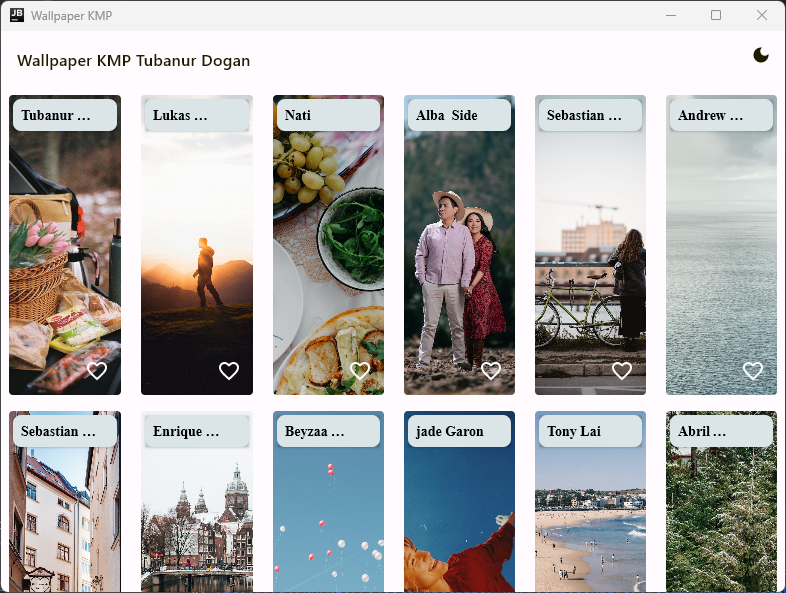 JB
Wallpaper KMP
Wallpaper KMP Tubanur Dogan
Tubanur ...
Lukas ...
Nati
Alba Side
Sebastian ...
Andrew ...
Sebastian ...
Enrique ...
Beyzaa ...
jade Garon
Tony Lai
Abril ...